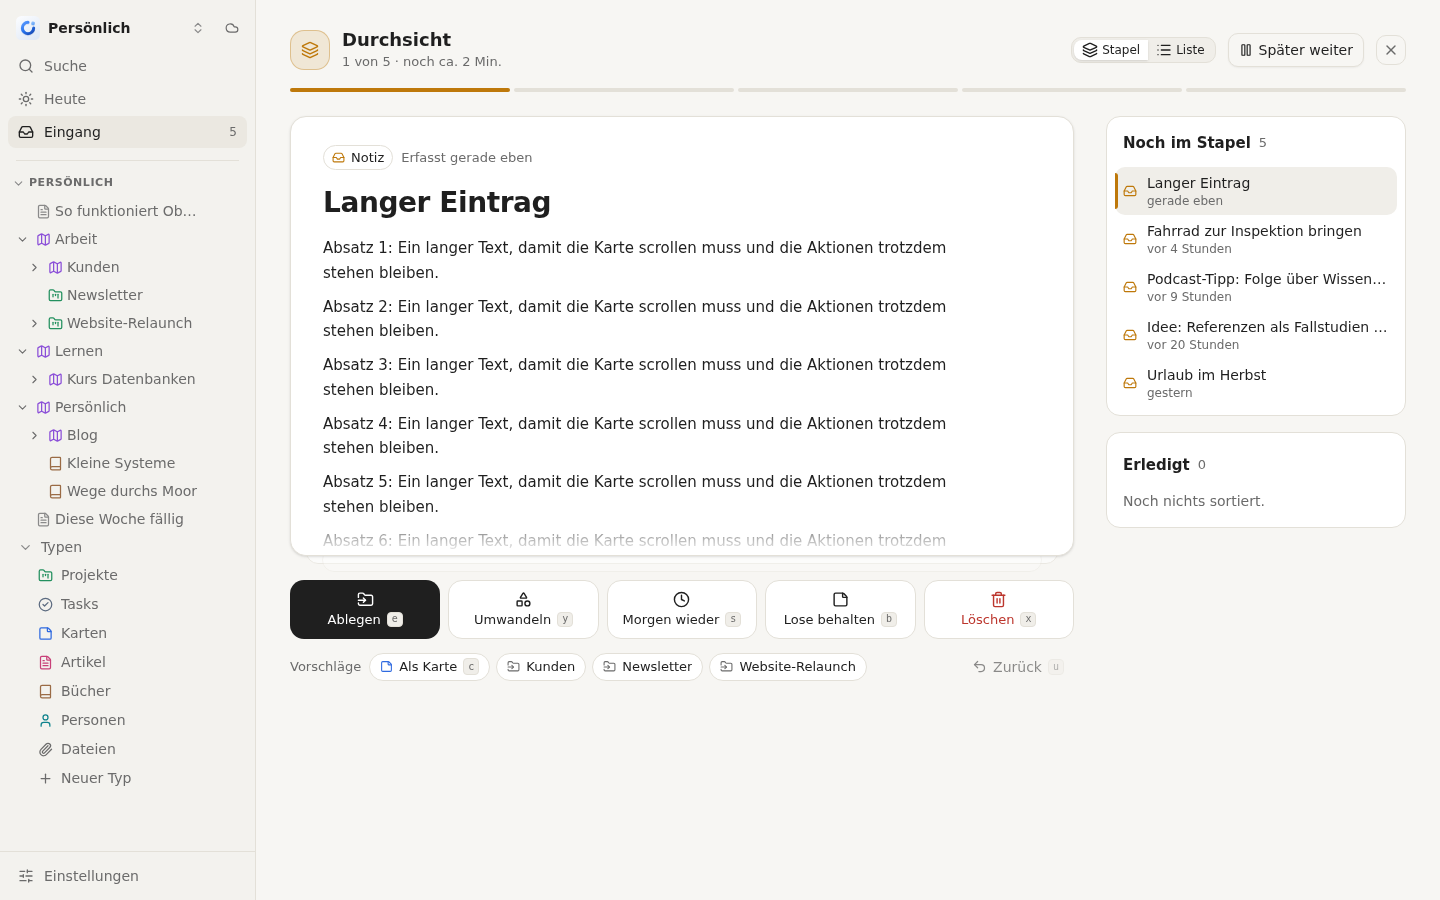 Persönlich
Suche
Heute
Eingang 5
PERSÖNLICH
So funktioniert Ob…
Arbeit
Kunden
Newsletter
Website-Relaunch
Lernen
Kurs Datenbanken
Persönlich
Blog
Kleine Systeme
Wege durchs Moor
Diese Woche fällig
Typen
Projekte
Tasks
Karten
Artikel
Bücher
Personen
Dateien
Neuer Typ
Einstellungen
Durchsicht
1 von 5 · noch ca. 2 Min.
Stapel Liste Später weiter
Notiz Erfasst gerade eben
Langer Eintrag
Absatz 1: Ein langer Text, damit die Karte scrollen muss und die Aktionen trotzdem
stehen bleiben.
Absatz 2: Ein langer Text, damit die Karte scrollen muss und die Aktionen trotzdem
stehen bleiben.
Absatz 3: Ein langer Text, damit die Karte scrollen muss und die Aktionen trotzdem
stehen bleiben.
Absatz 4: Ein langer Text, damit die Karte scrollen muss und die Aktionen trotzdem
stehen bleiben.
Absatz 5: Ein langer Text, damit die Karte scrollen muss und die Aktionen trotzdem
stehen bleiben.
Absatz 6: Ein langer Text, damit die Karte scrollen muss und die Aktionen trotzdem
Ablegen e
Umwandeln y
Morgen wieder s
Lose behalten b
Löschen x
Vorschläge Als Karte c Kunden Newsletter Website-Relaunch Zurück u
Noch im Stapel 5
Langer Eintrag
gerade eben
Fahrrad zur Inspektion bringen
vor 4 Stunden
Podcast-Tipp: Folge über Wissen…
vor 9 Stunden
Idee: Referenzen als Fallstudien …
vor 20 Stunden
Urlaub im Herbst
gestern
Erledigt 0
Noch nichts sortiert.